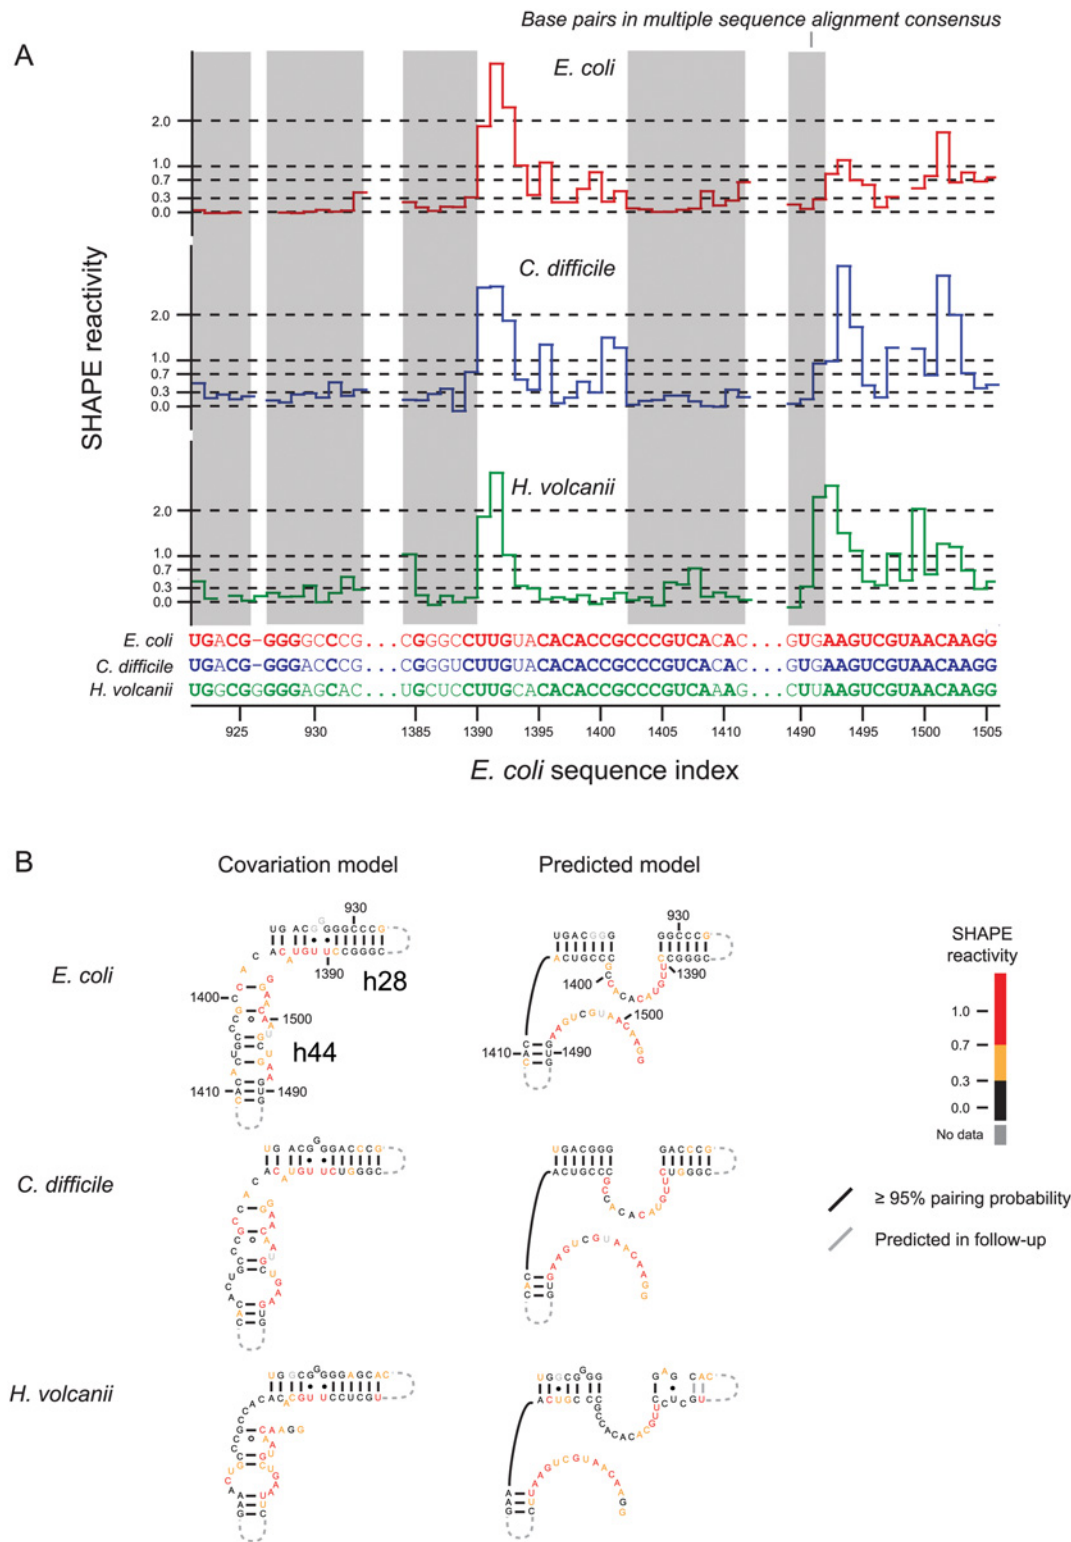 Base pairs in multiple sequence alignment consensus
A
E. coli
2.0
1.0
0.7
0.3
0.0
C. difficile
2.0
1.0
0.7
0.3
0.0
SHAPE reactivity
H. volcanii
2.0
1.0
0.7
0.3
0.0
E. coli UGACG-GGGGCCCG...CGGGCCUUGUACACACCGCCCGUCACAC...GUGAAGUCGUAACAAGG
C. difficile UGACG-GGGACCCG...CGGGUCUUGUACACACCGCCCGUCACAC...GUGAAGUCGUAACAAGG
H. volcanii UGGCGGGGGAGCAC...UGCUCCUUGCACACACCGCCCGUCAAAG...CUUAAGUCGUAACAAGG
925 930 1385 1390 1395 1400 1405 1410 1490 1495 1500 1505
E. coli sequence index
B
Covariation model Predicted model
E. coli
930
1390
h28
1400
1500
h44
1410
1490
930
1400
1390
1500
1410
1490
SHAPE
reactivity
1.0
0.7
0.3
0.0
No data
C. difficile
≥ 95% pairing probability
Predicted in follow-up
H. volcanii